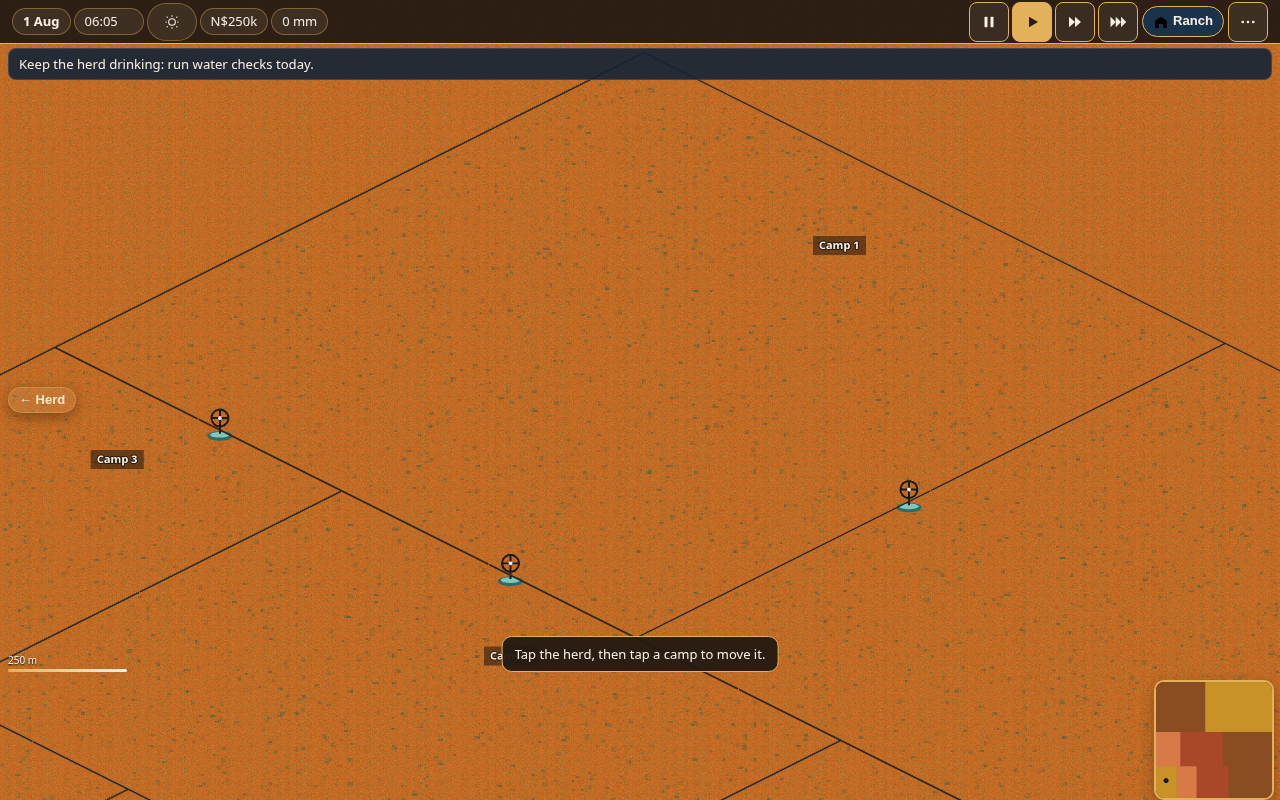 1 Aug
06:05
N$250k
0 mm
Ranch
Keep the herd drinking: run water checks today.
Camp 1
← Herd
Camp 3
250 m
Tap the herd, then tap a camp to move it.